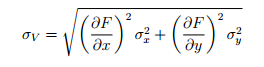 σ_V = √((∂F/∂x)² σ_x² + (∂F/∂y)² σ_y²)